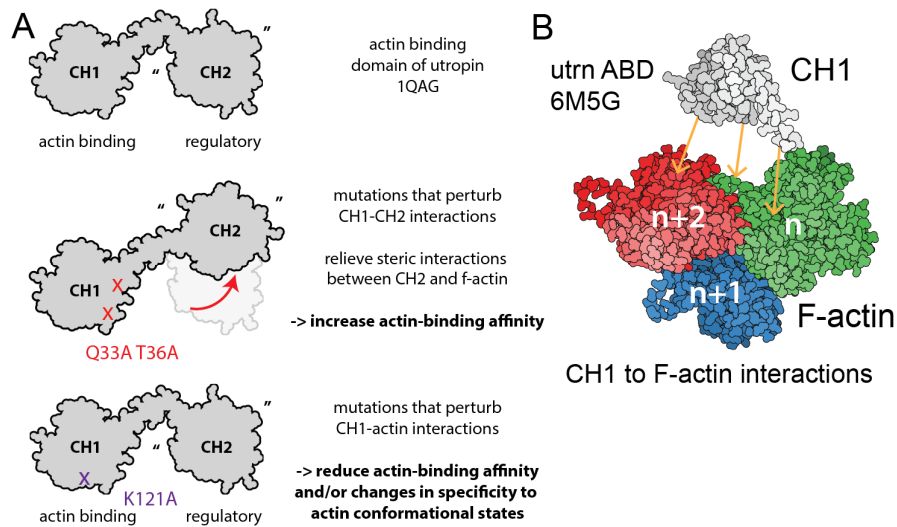 A
CH1
CH2
"
"
actin binding
regulatory
actin binding
domain of utropin
1QAG
CH1
CH2
"
"
X
X
Q33A T36A
mutations that perturb
CH1-CH2 interactions
relieve steric interactions
between CH2 and f-actin
-> increase actin-binding affinity
CH1
CH2
"
"
X
K121A
actin binding
regulatory
mutations that perturb
CH1-actin interactions
-> reduce actin-binding affinity
and/or changes in specificity to
actin conformational states
B
utrn ABD
6M5G
CH1
n+2
n
n+1
F-actin
CH1 to F-actin interactions